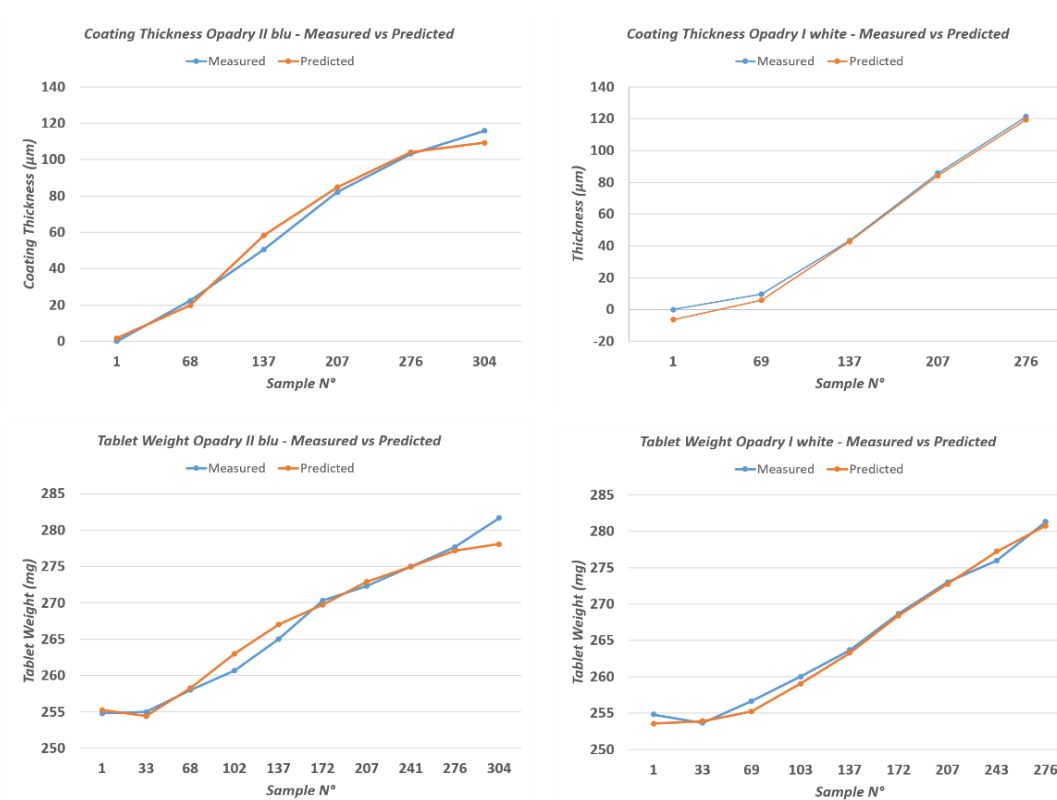 Coating Thickness Opadry II blu - Measured vs Predicted
Measured Predicted
140
120
100
80
60
40
20
0
Coating Thickness (µm)
1 68 137 207 276 304
Sample N°
Coating Thickness Opadry I white - Measured vs Predicted
Measured Predicted
140
120
100
80
60
40
20
0
-20
Thickness (µm)
1 69 137 207 276
Sample N°
Tablet Weight Opadry II blu - Measured vs Predicted
Measured Predicted
285
280
275
270
265
260
255
250
Tablet Weight (mg)
1 33 68 102 137 172 207 241 276 304
Sample N°
Tablet Weight Opadry I white - Measured vs Predicted
Measured Predicted
285
280
275
270
265
260
255
250
Tablet Weight (mg)
1 33 69 103 137 172 207 243 276
Sample N°